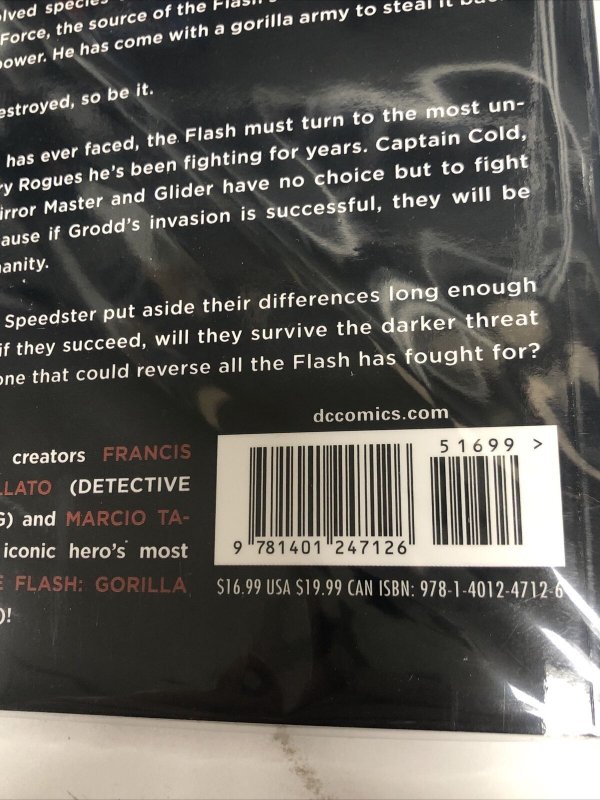 Force, the source of the Flash
power. He has come with a gorilla army to steal it
estroyed, so be it.
has ever faced, the Flash must turn to the most un-
ry Rogues he's been fighting for years. Captain Cold,
irror Master and Glider have no choice but to fight
ause if Grodd's invasion is successful, they will be
anity.
Speedster put aside their differences long enough
if they succeed, will they survive the darker threat
one that could reverse all the Flash has fought for?
dccomics.com
creators FRANCIS
LATO (DETECTIVE
S) and MARCIO TA-
iconic hero's most
E FLASH: GORILLA
)!
51699 >
9 781401 247126
$16.99 USA $19.99 CAN ISBN: 978-1-4012-4712-6